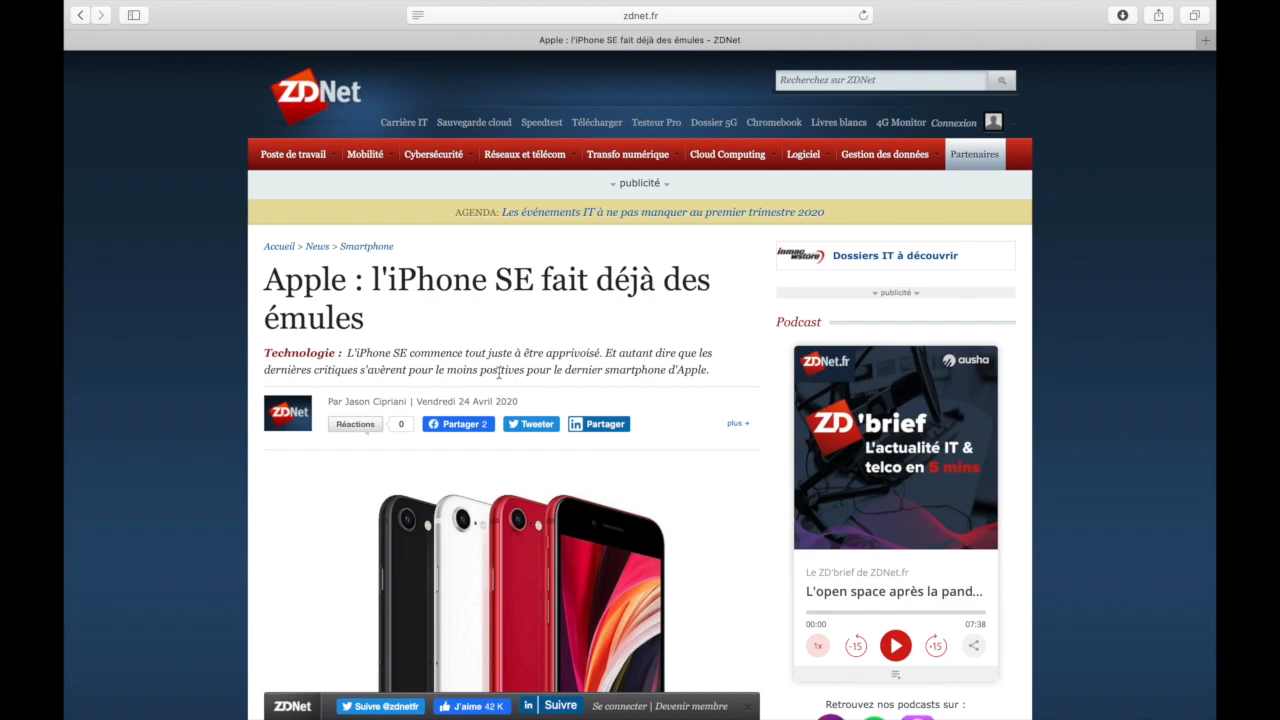 zdnet.fr
Apple : l'iPhone SE fait déjà des émules – ZDNet
ZDNet
Recherchez sur ZDNet
Carrière IT Sauvegarde cloud Speedtest Télécharger Testeur Pro Dossier 5G Chromebook Livres blancs 4G Monitor Connexion
Poste de travail Mobilité Cybersécurité Réseaux et télécom Transfo numérique Cloud Computing Logiciel Gestion des données Partenaires
publicité
AGENDA: Les événements IT à ne pas manquer au premier trimestre 2020
Accueil > News > Smartphone
Apple : l'iPhone SE fait déjà des
émules
Technologie : L'iPhone SE commence tout juste à être apprivoisé. Et autant dire que les
dernières critiques s'avèrent pour le moins positives pour le dernier smartphone d'Apple.
ZDNet
Par Jason Cipriani | Vendredi 24 Avril 2020
Réactions 0 Partager 2 Tweeter in Partager plus +
inmac wstore Dossiers IT à découvrir
publicité
Podcast
ZDNet.fr ausha
ZD'brief
L'actualité IT &
telco en 5 mins
Le ZD'brief de ZDNet.fr
L'open space après la pand...
00:00 07:38
1x -15 +15
Retrouvez nos podcasts sur :
ZDNet Suivre @zdnetfr J'aime 42 K in Suivre Se connecter | Devenir membre ×